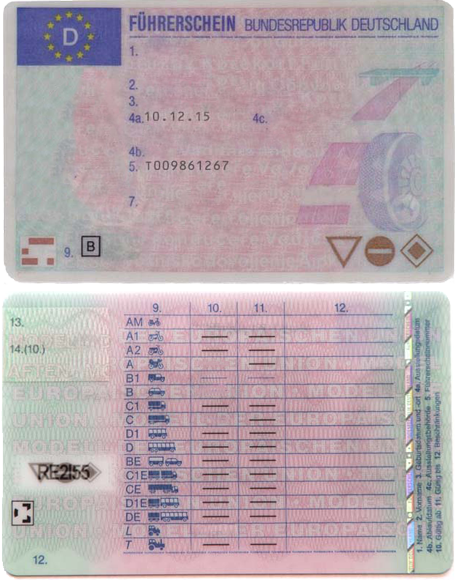 D
FÜHRERSCHEIN BUNDESREPUBLIK DEUTSCHLAND
1.
2.
3.
4a. 10.12.15 4c.
4b.
5. T009861267
7.
9. B
9. 10. 11. 12.
13.
14.(10.)
AM
A1
A2
A
B1
B
C1
C
D1
D
BE
C1E
CE
D1E
DE
L
T
RE2155
12.
1. Name 2. Vorname 3. Geburtsdatum und -ort 4a. Ausstellungsdatum
4b. Ablaufdatum 4c. Ausstellungsbehörde 5. Führerscheinnummer
10. Gültig ab 11. Gültig bis 12. Beschränkungen